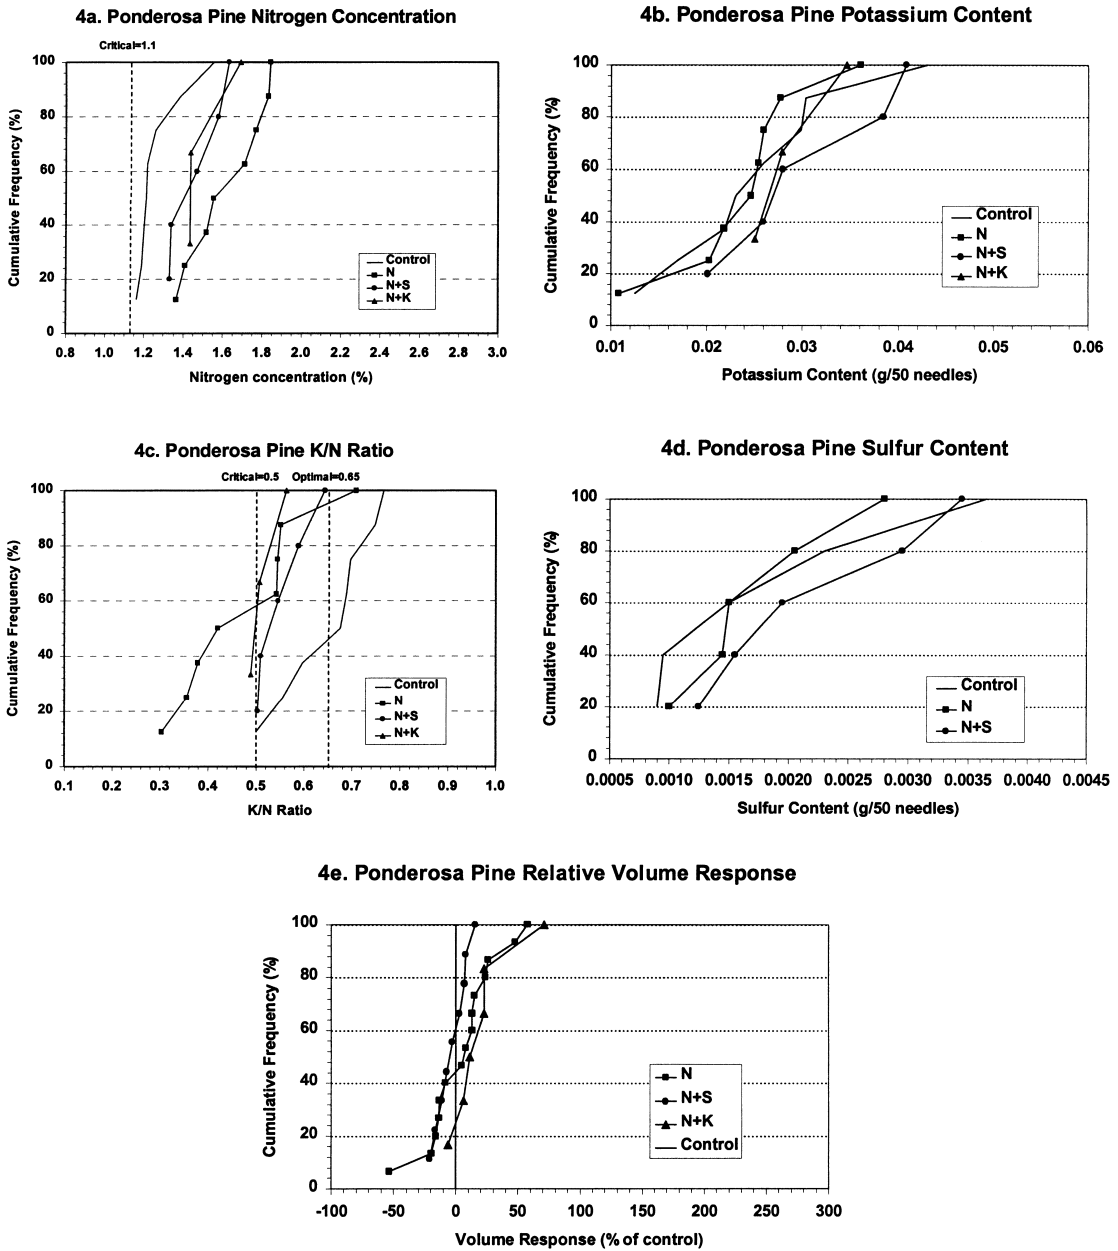 4a. Ponderosa Pine Nitrogen Concentration
Critical=1.1
Cumulative Frequency (%)
100
80
60
40
20
0
Control
N
N+S
N+K
0.8 1.0 1.2 1.4 1.6 1.8 2.0 2.2 2.4 2.6 2.8 3.0
Nitrogen concentration (%)
4b. Ponderosa Pine Potassium Content
Cumulative Frequency (%)
100
80
60
40
20
0
Control
N
N+S
N+K
0.01 0.02 0.03 0.04 0.05 0.06
Potassium Content (g/50 needles)
4c. Ponderosa Pine K/N Ratio
Critical=0.5 Optimal=0.65
Cumulative Frequency (%)
100
80
60
40
20
0
Control
N
N+S
N+K
0.1 0.2 0.3 0.4 0.5 0.6 0.7 0.8 0.9 1.0
K/N Ratio
4d. Ponderosa Pine Sulfur Content
Cumulative Frequency (%)
100
80
60
40
20
0
Control
N
N+S
0.0005 0.0010 0.0015 0.0020 0.0025 0.0030 0.0035 0.0040 0.0045
Sulfur Content (g/50 needles)
4e. Ponderosa Pine Relative Volume Response
Cumulative Frequency (%)
100
80
60
40
20
0
N
N+S
N+K
Control
-100 -50 0 50 100 150 200 250 300
Volume Response (% of control)